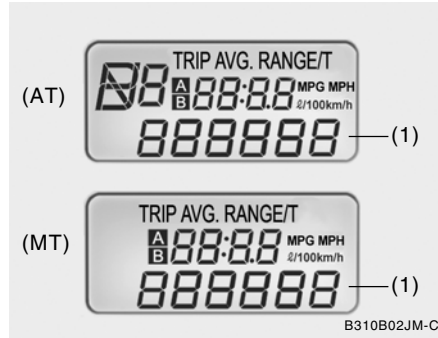 TRIP AVG. RANGE/T
(AT)
A 88:8.8 MPG MPH
B ℓ/100km/h
888888 (1)
TRIP AVG. RANGE/T
(MT)
A 88:8.8 MPG MPH
B ℓ/100km/h
888888 (1)
B310B02JM-C